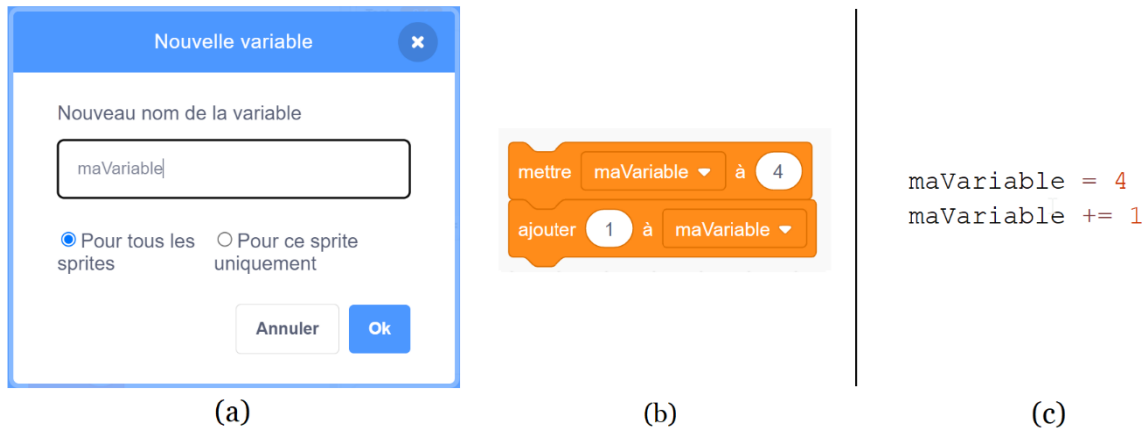 Nouvelle variable
Nouveau nom de la variable
maVariable
Pour tous les sprites
Pour ce sprite uniquement
Annuler
Ok
(a)
mettre maVariable à 4
ajouter 1 à maVariable
(b)
maVariable = 4
maVariable += 1
(c)